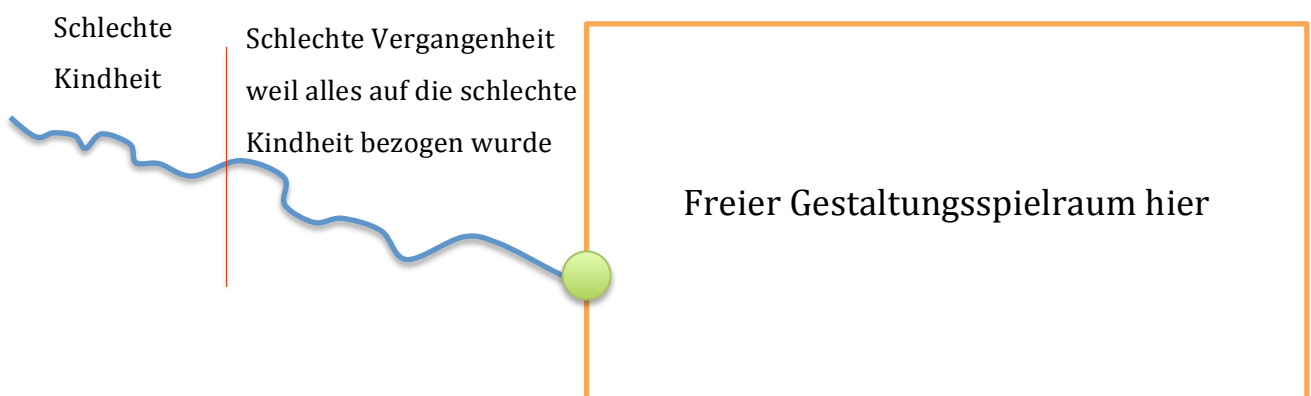 Schlechte
Kindheit
Schlechte Vergangenheit
weil alles auf die schlechte
Kindheit bezogen wurde
Freier Gestaltungsspielraum hier